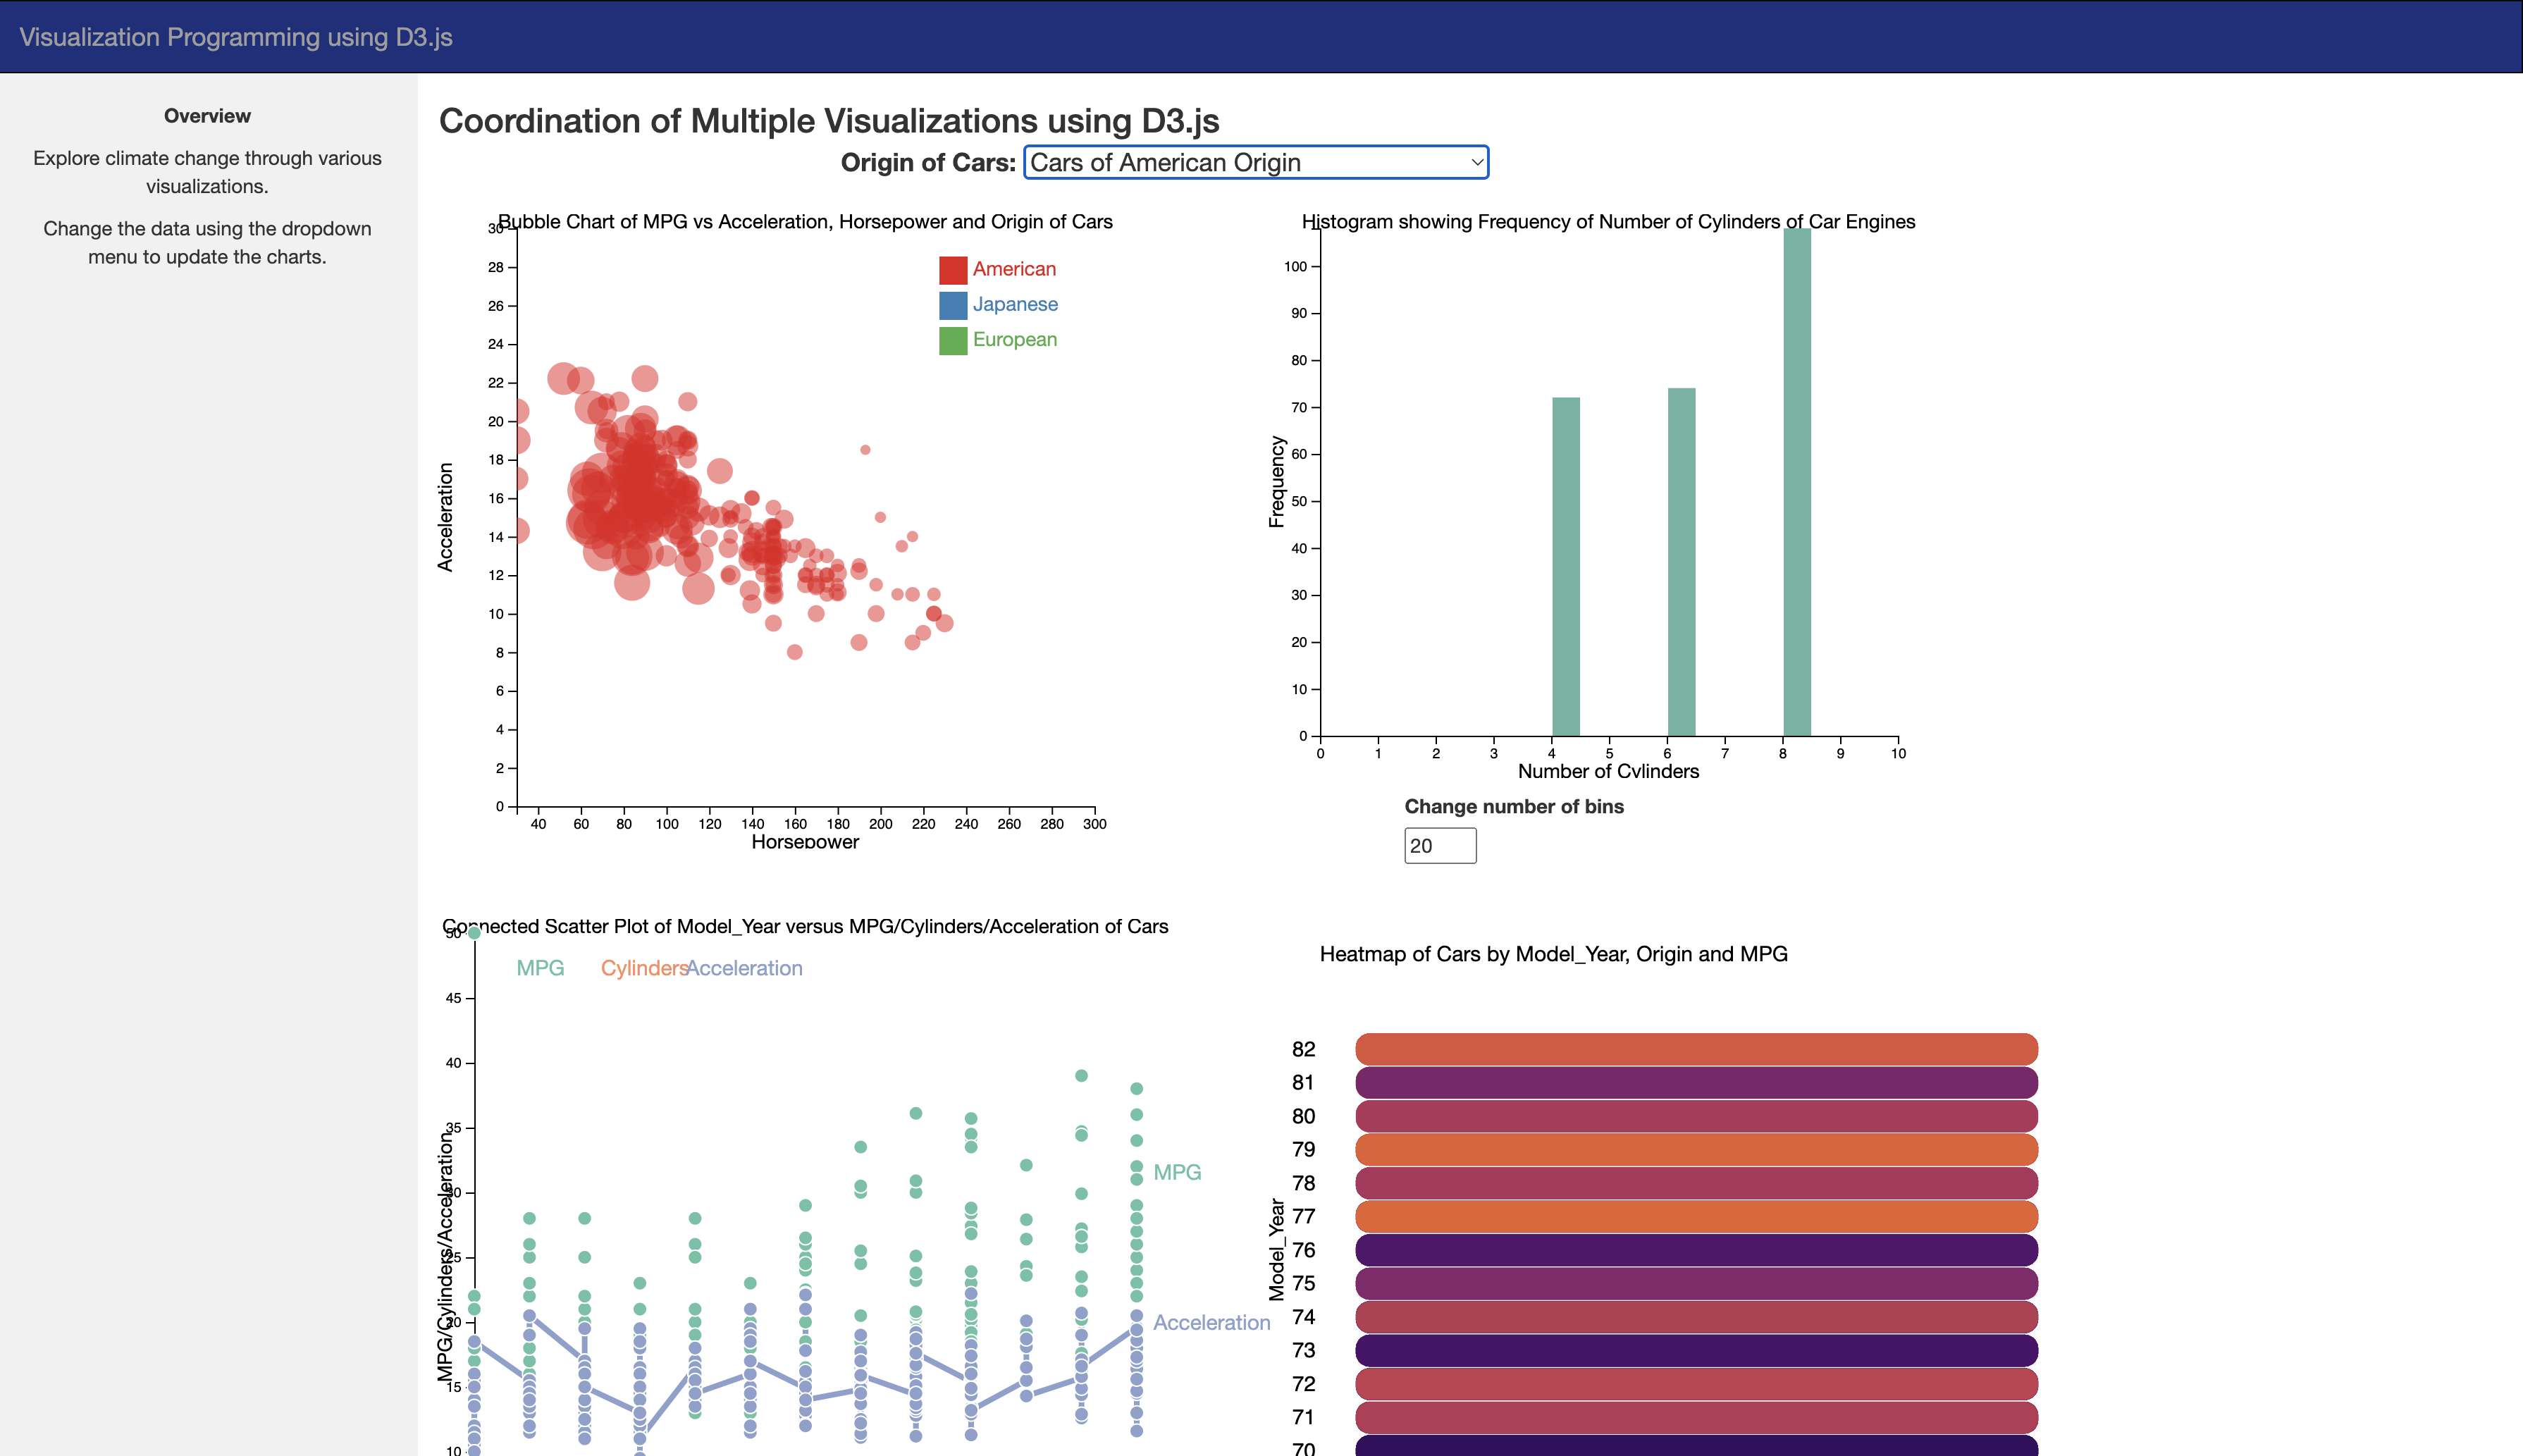 Visualization Programming using D3.js
Overview
Explore climate change through various
visualizations.
Change the data using the dropdown
menu to update the charts.
Coordination of Multiple Visualizations using D3.js
Origin of Cars: Cars of American Origin
Bubble Chart of MPG vs Acceleration, Horsepower and Origin of Cars
30
28
26
24
22
20
18
16
14
12
10
8
6
4
2
0
Acceleration
American
Japanese
European
40 60 80 100 120 140 160 180 200 220 240 260 280 300
Horsepower
Histogram showing Frequency of Number of Cylinders of Car Engines
100
90
80
70
60
50
40
30
20
10
0
Frequency
0 1 2 3 4 5 6 7 8 9 10
Number of Cylinders
Change number of bins
20
Connected Scatter Plot of Model_Year versus MPG/Cylinders/Acceleration of Cars
MPG Cylinders Acceleration
50
45
40
35
30
25
20
15
10
MPG/Cylinders/Acceleration
MPG
Acceleration
Heatmap of Cars by Model_Year, Origin and MPG
82
81
80
79
78
77
76
75
74
73
72
71
70
Model_Year